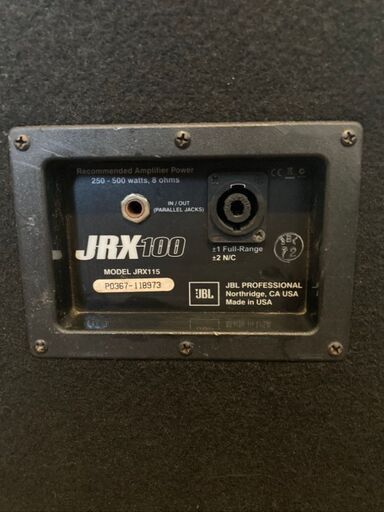 Recommended Amplifier Power
250 - 500 watts, 8 ohms
IN / OUT
(PARALLEL JACKS)
JRX100
±1 Full-Range
±2 N/C
MODEL JRX115
P0367-118973
JBL
JBL PROFESSIONAL
Northridge, CA USA
Made in USA
CE